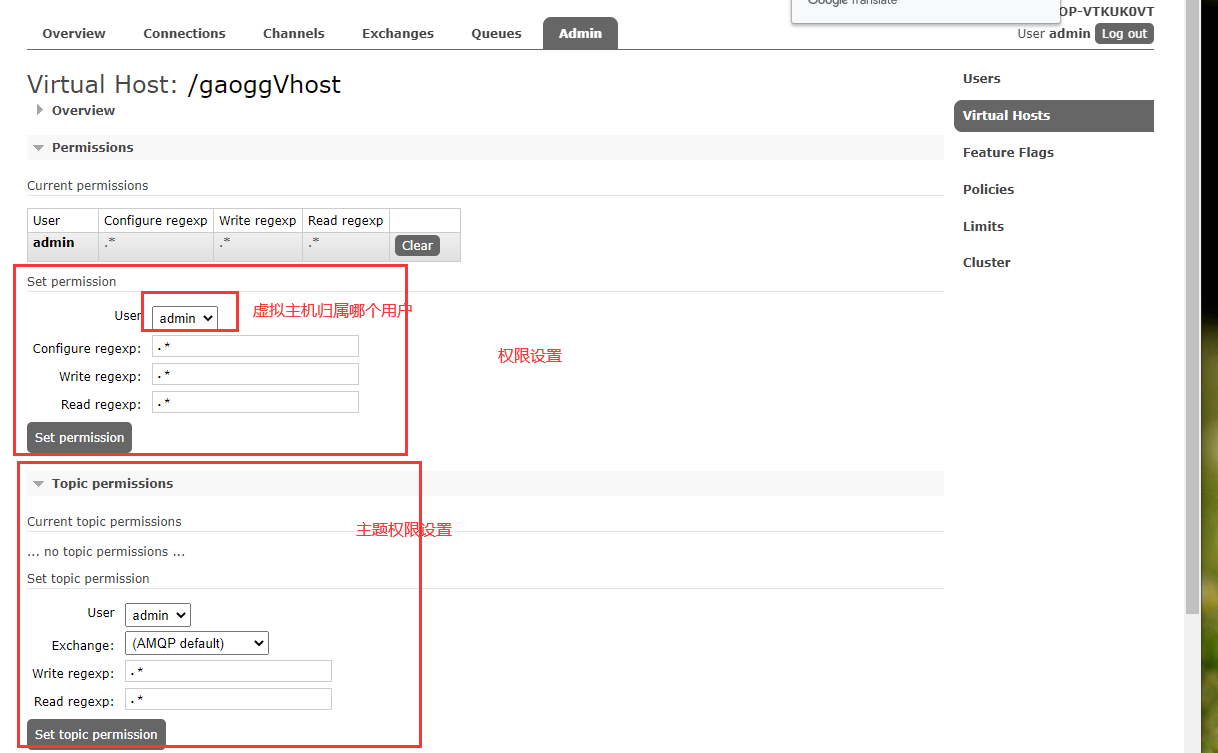 Google Translate
OP-VTKUK0VT
Overview Connections Channels Exchanges Queues Admin
User admin Log out
Virtual Host: /gaoggVhost
Overview
Permissions
Current permissions
User Configure regexp Write regexp Read regexp
admin .* .* .* Clear
Set permission
User admin 虚拟主机归属哪个用户
Configure regexp: .*
权限设置
Write regexp: .*
Read regexp: .*
Set permission
Topic permissions
Current topic permissions
主题权限设置
... no topic permissions ...
Set topic permission
User admin
Exchange: (AMQP default)
Write regexp: .*
Read regexp: .*
Set topic permission
Users
Virtual Hosts
Feature Flags
Policies
Limits
Cluster